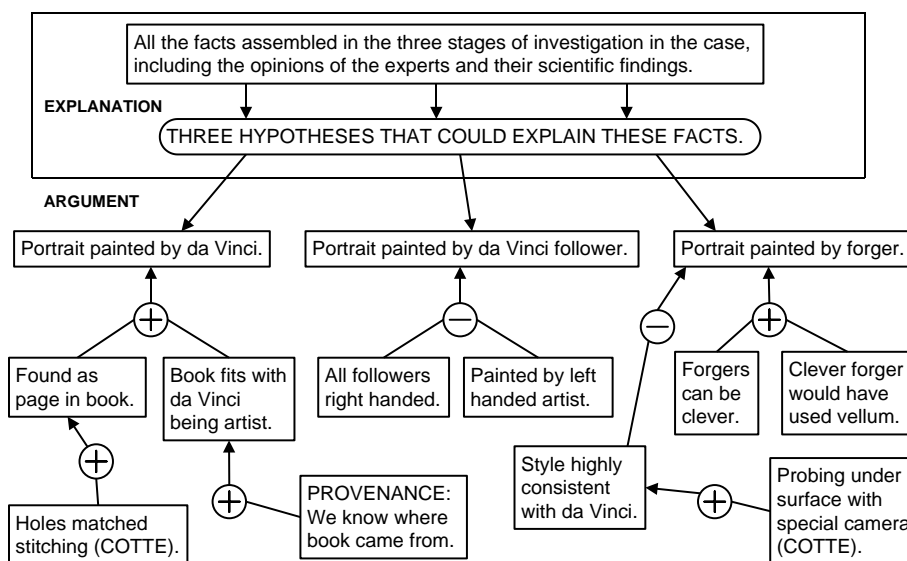 All the facts assembled in the three stages of investigation in the case,
including the opinions of the experts and their scientific findings.
EXPLANATION
THREE HYPOTHESES THAT COULD EXPLAIN THESE FACTS.
ARGUMENT
Portrait painted by da Vinci.
Portrait painted by da Vinci follower.
Portrait painted by forger.
+
−
−
+
Found as
page in book.
Book fits with
da Vinci
being artist.
All followers
right handed.
Painted by left
handed artist.
Forgers
can be
clever.
Clever forger
would have
used vellum.
+
+
+
Holes matched
stitching (COTTE).
PROVENANCE:
We know where
book came from.
Style highly
consistent
with da Vinci.
Probing under
surface with
special camera
(COTTE).